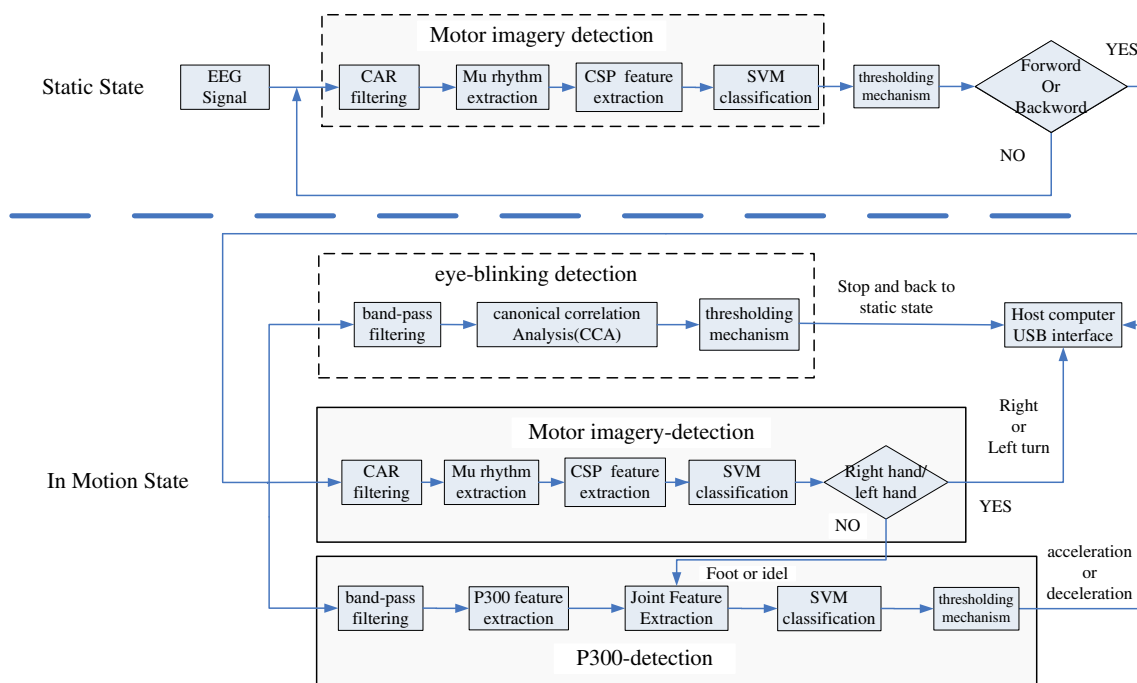 Motor imagery detection
Static State
EEG
Signal
CAR
filtering
Mu rhythm
extraction
CSP feature
extraction
SVM
classification
thresholding
mechanism
Forword
Or
Backword
YES
NO
eye-blinking detection
band-pass
filtering
canonical correlation
Analysis(CCA)
thresholding
mechanism
Stop and back to
static state
Host computer
USB interface
In Motion State
Motor imagery-detection
CAR
filtering
Mu rhythm
extraction
CSP feature
extraction
SVM
classification
Right hand/
left hand
Right
or
Left turn
YES
NO
Foot or idel
band-pass
filtering
P300 feature
extraction
Joint Feature
Extraction
SVM
classification
thresholding
mechanism
acceleration
or
deceleration
P300-detection